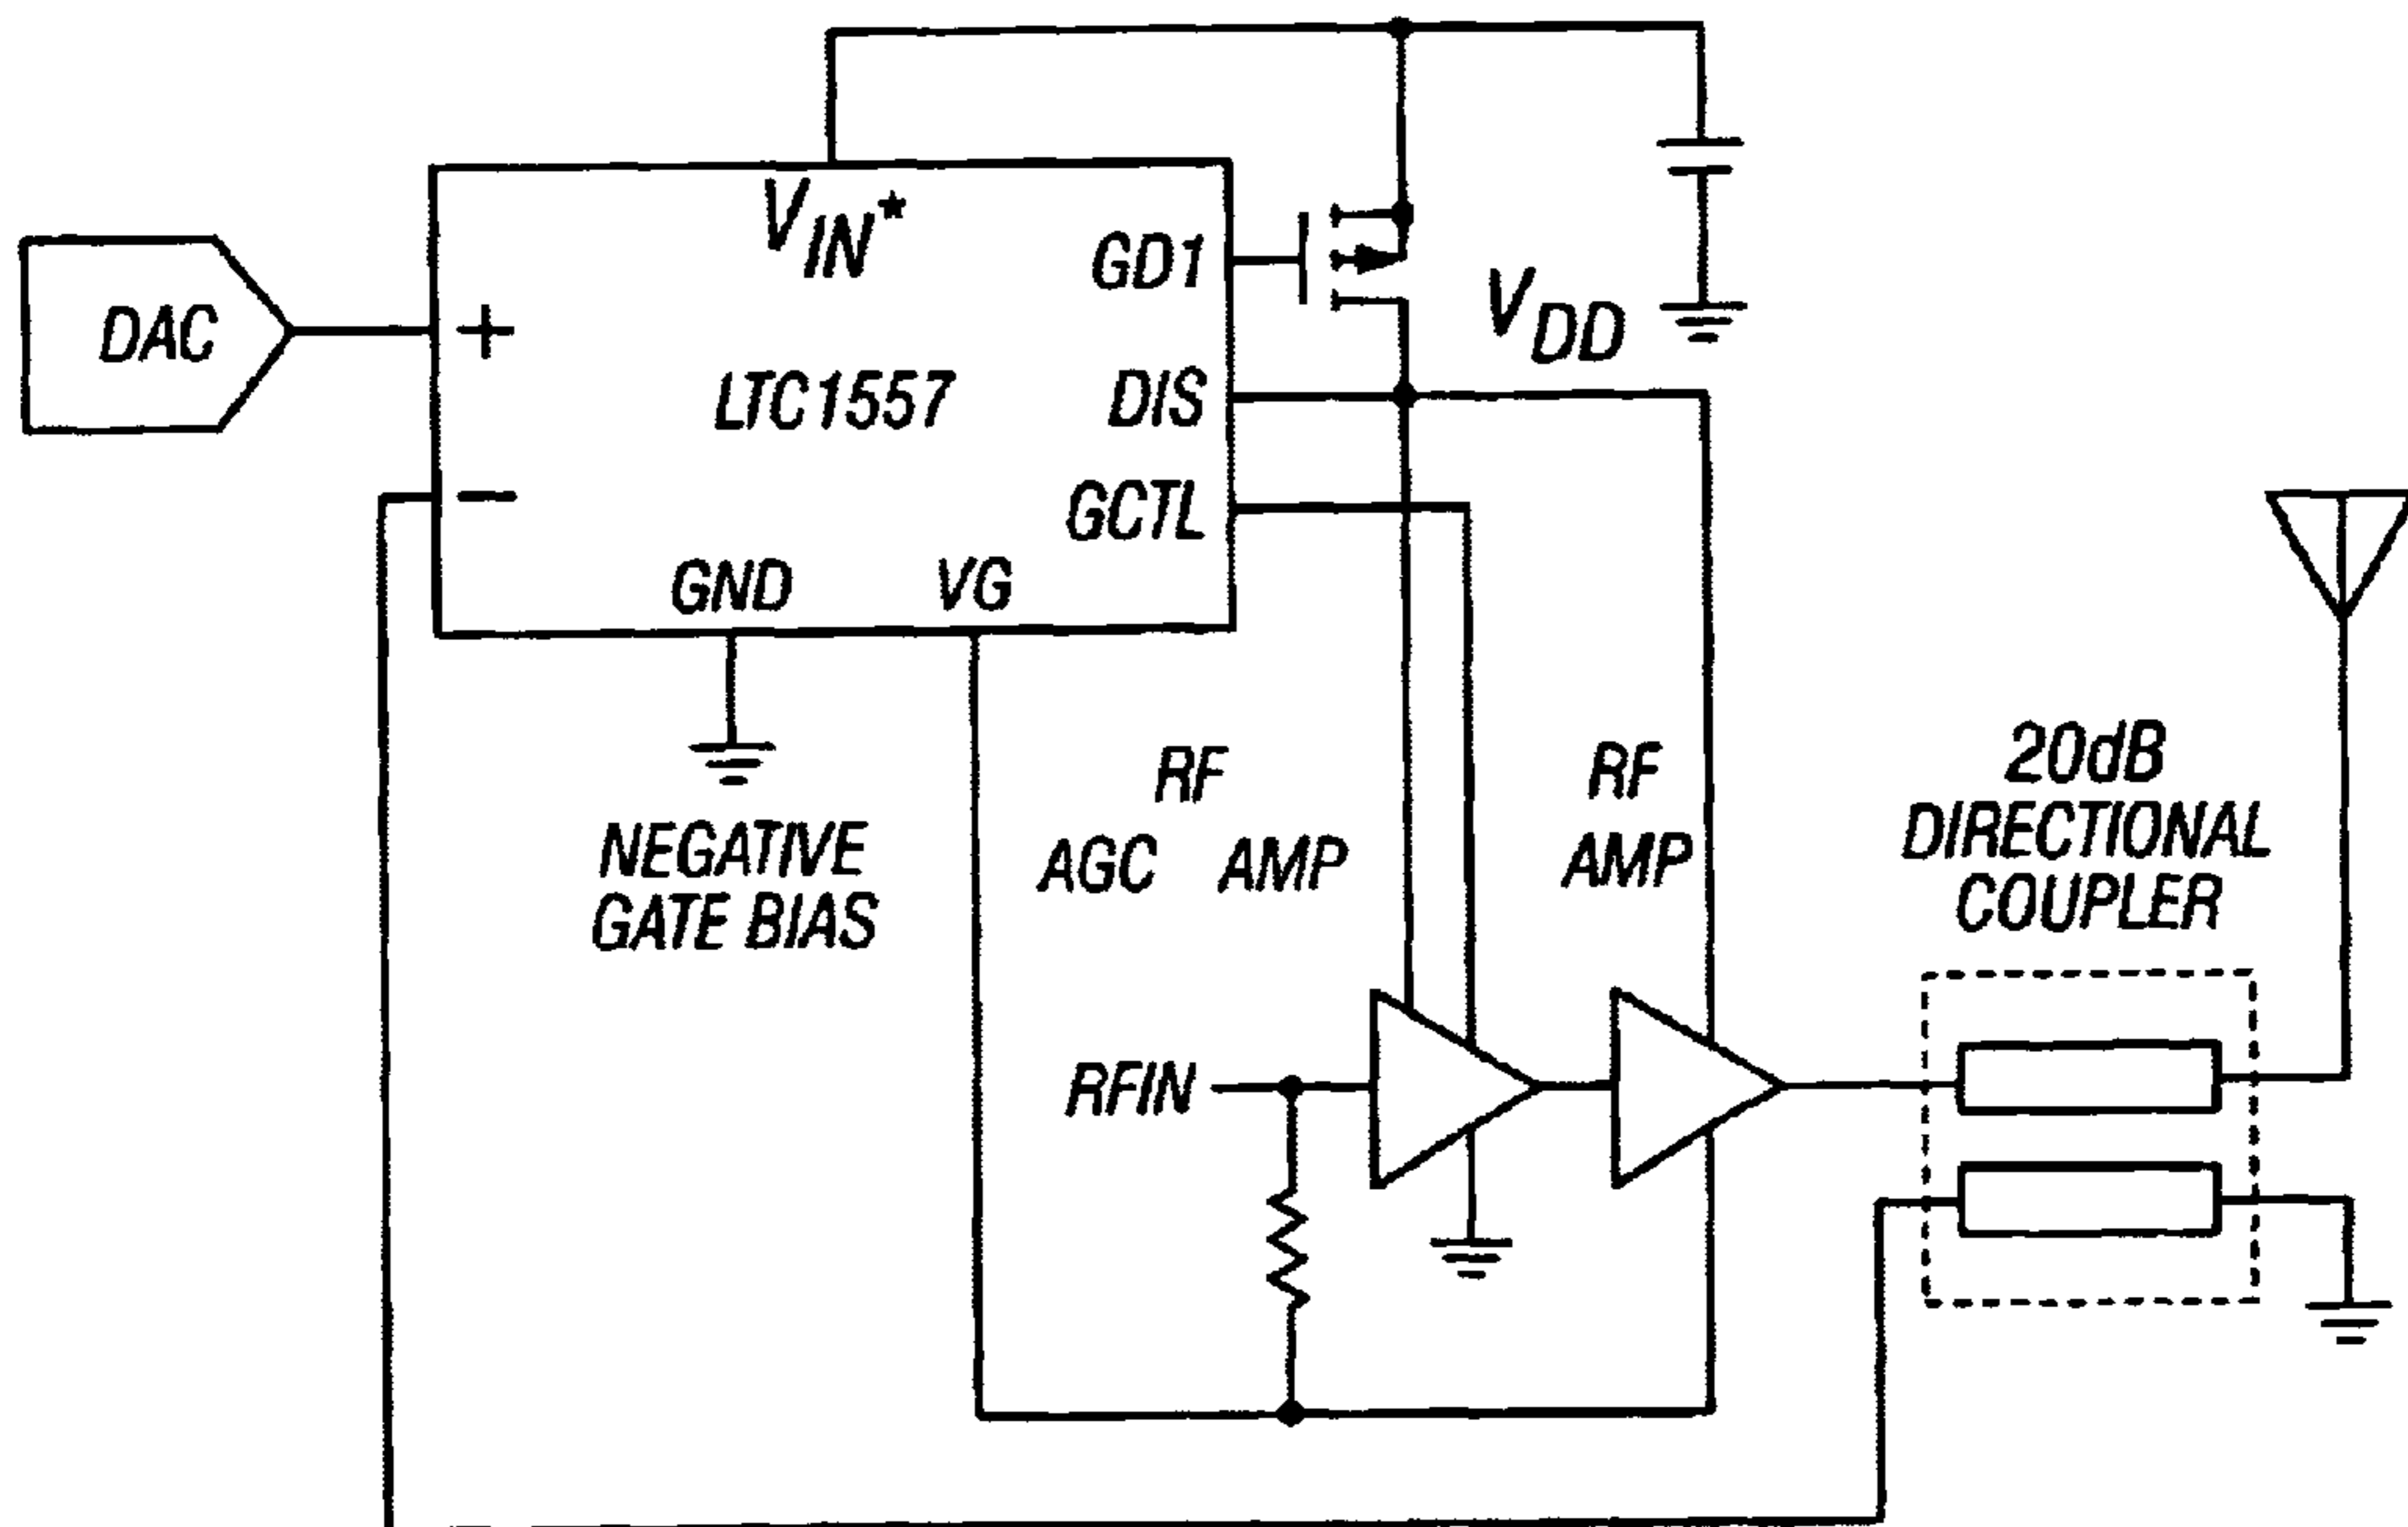 V_IN*
GD1
DAC
+
LTC1557
DIS
V_DD
GCTL
−
GND
VG
NEGATIVE
GATE BIAS
RF
AGC AMP
RF
AMP
20dB
DIRECTIONAL
COUPLER
RFIN